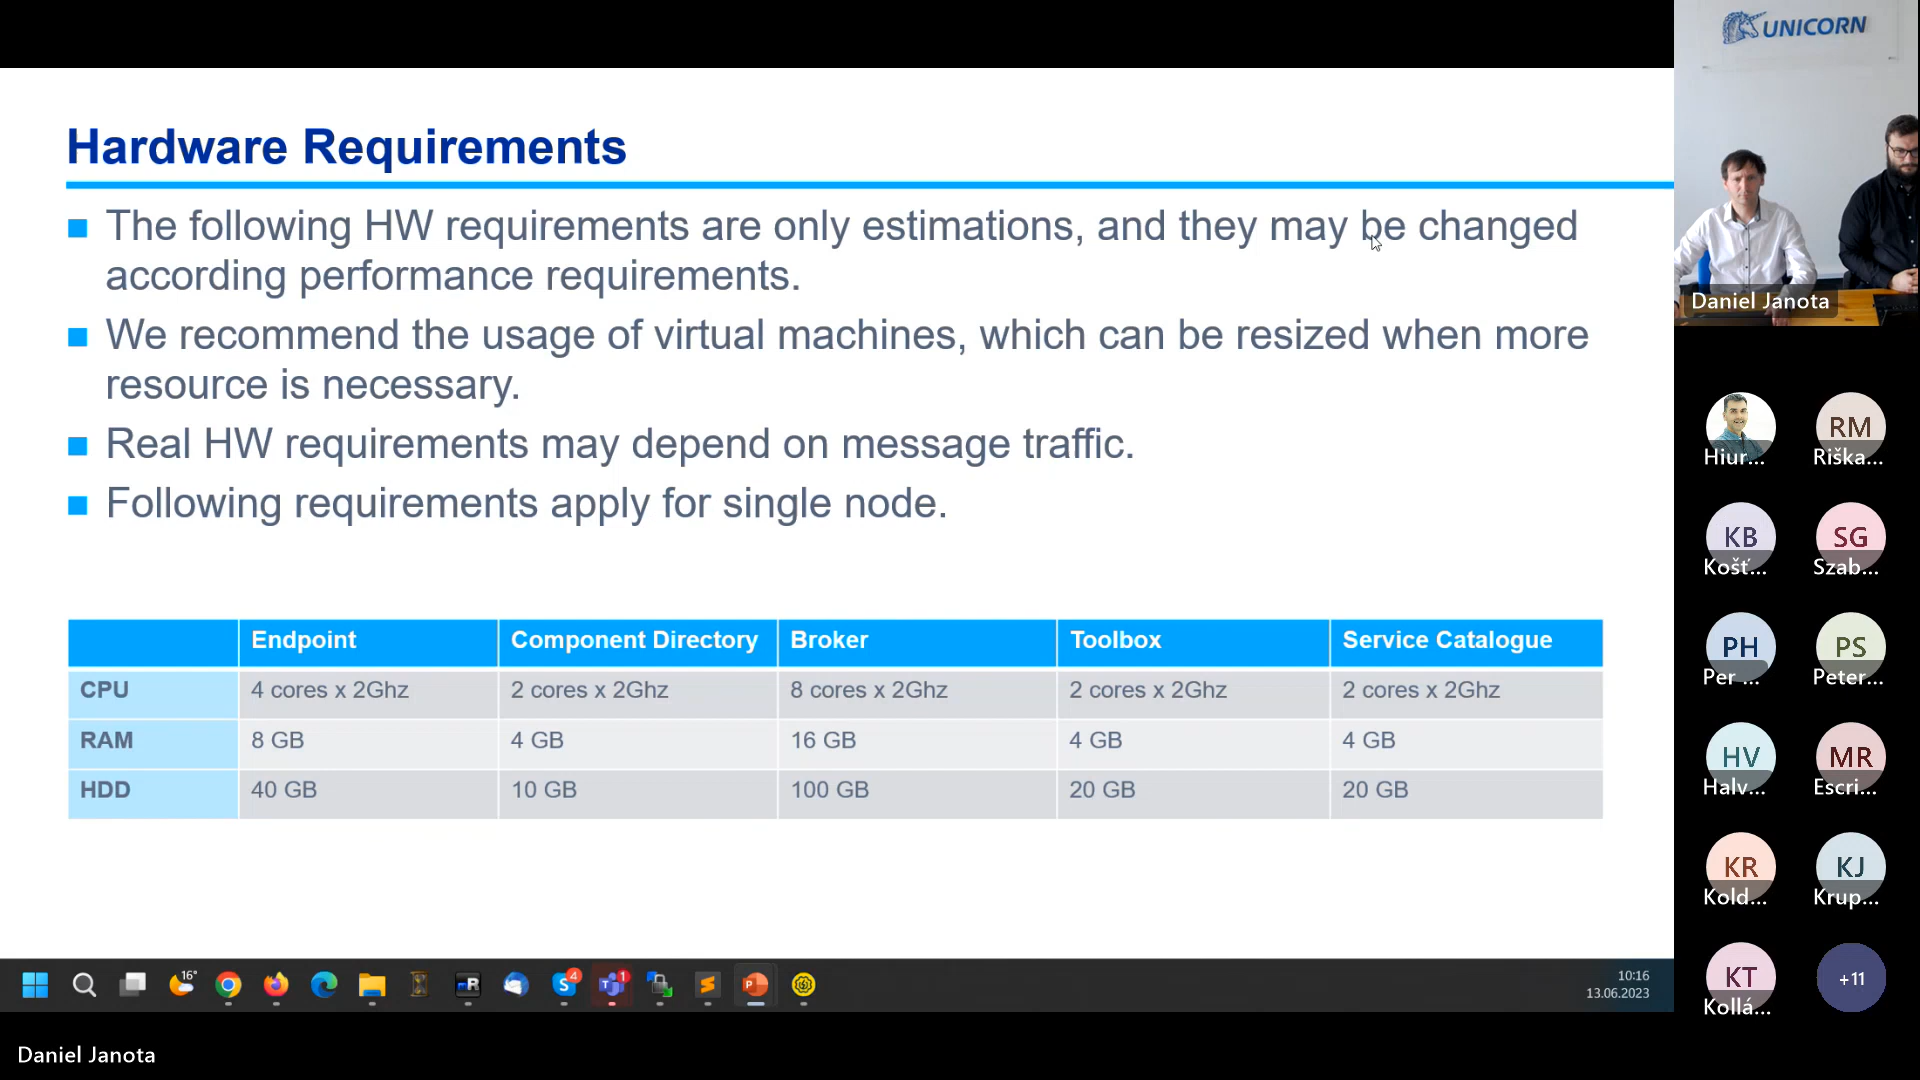 UNICORN
Hardware Requirements
The following HW requirements are only estimations, and they may be changed
according performance requirements.
We recommend the usage of virtual machines, which can be resized when more
resource is necessary.
Real HW requirements may depend on message traffic.
Following requirements apply for single node.
Endpoint Component Directory Broker Toolbox Service Catalogue
CPU 4 cores x 2Ghz 2 cores x 2Ghz 8 cores x 2Ghz 2 cores x 2Ghz 2 cores x 2Ghz
RAM 8 GB 4 GB 16 GB 4 GB 4 GB
HDD 40 GB 10 GB 100 GB 20 GB 20 GB
Daniel Janota
Hiur... RM Riška...
KB Košt'... SG Szab...
PH Per ... PS Peter...
HV Halv... MR Escri...
KR Kold... KJ Krup...
KT Kollá... +11
16° R S 4 T 1 P
10:16
13.06.2023
Daniel Janota